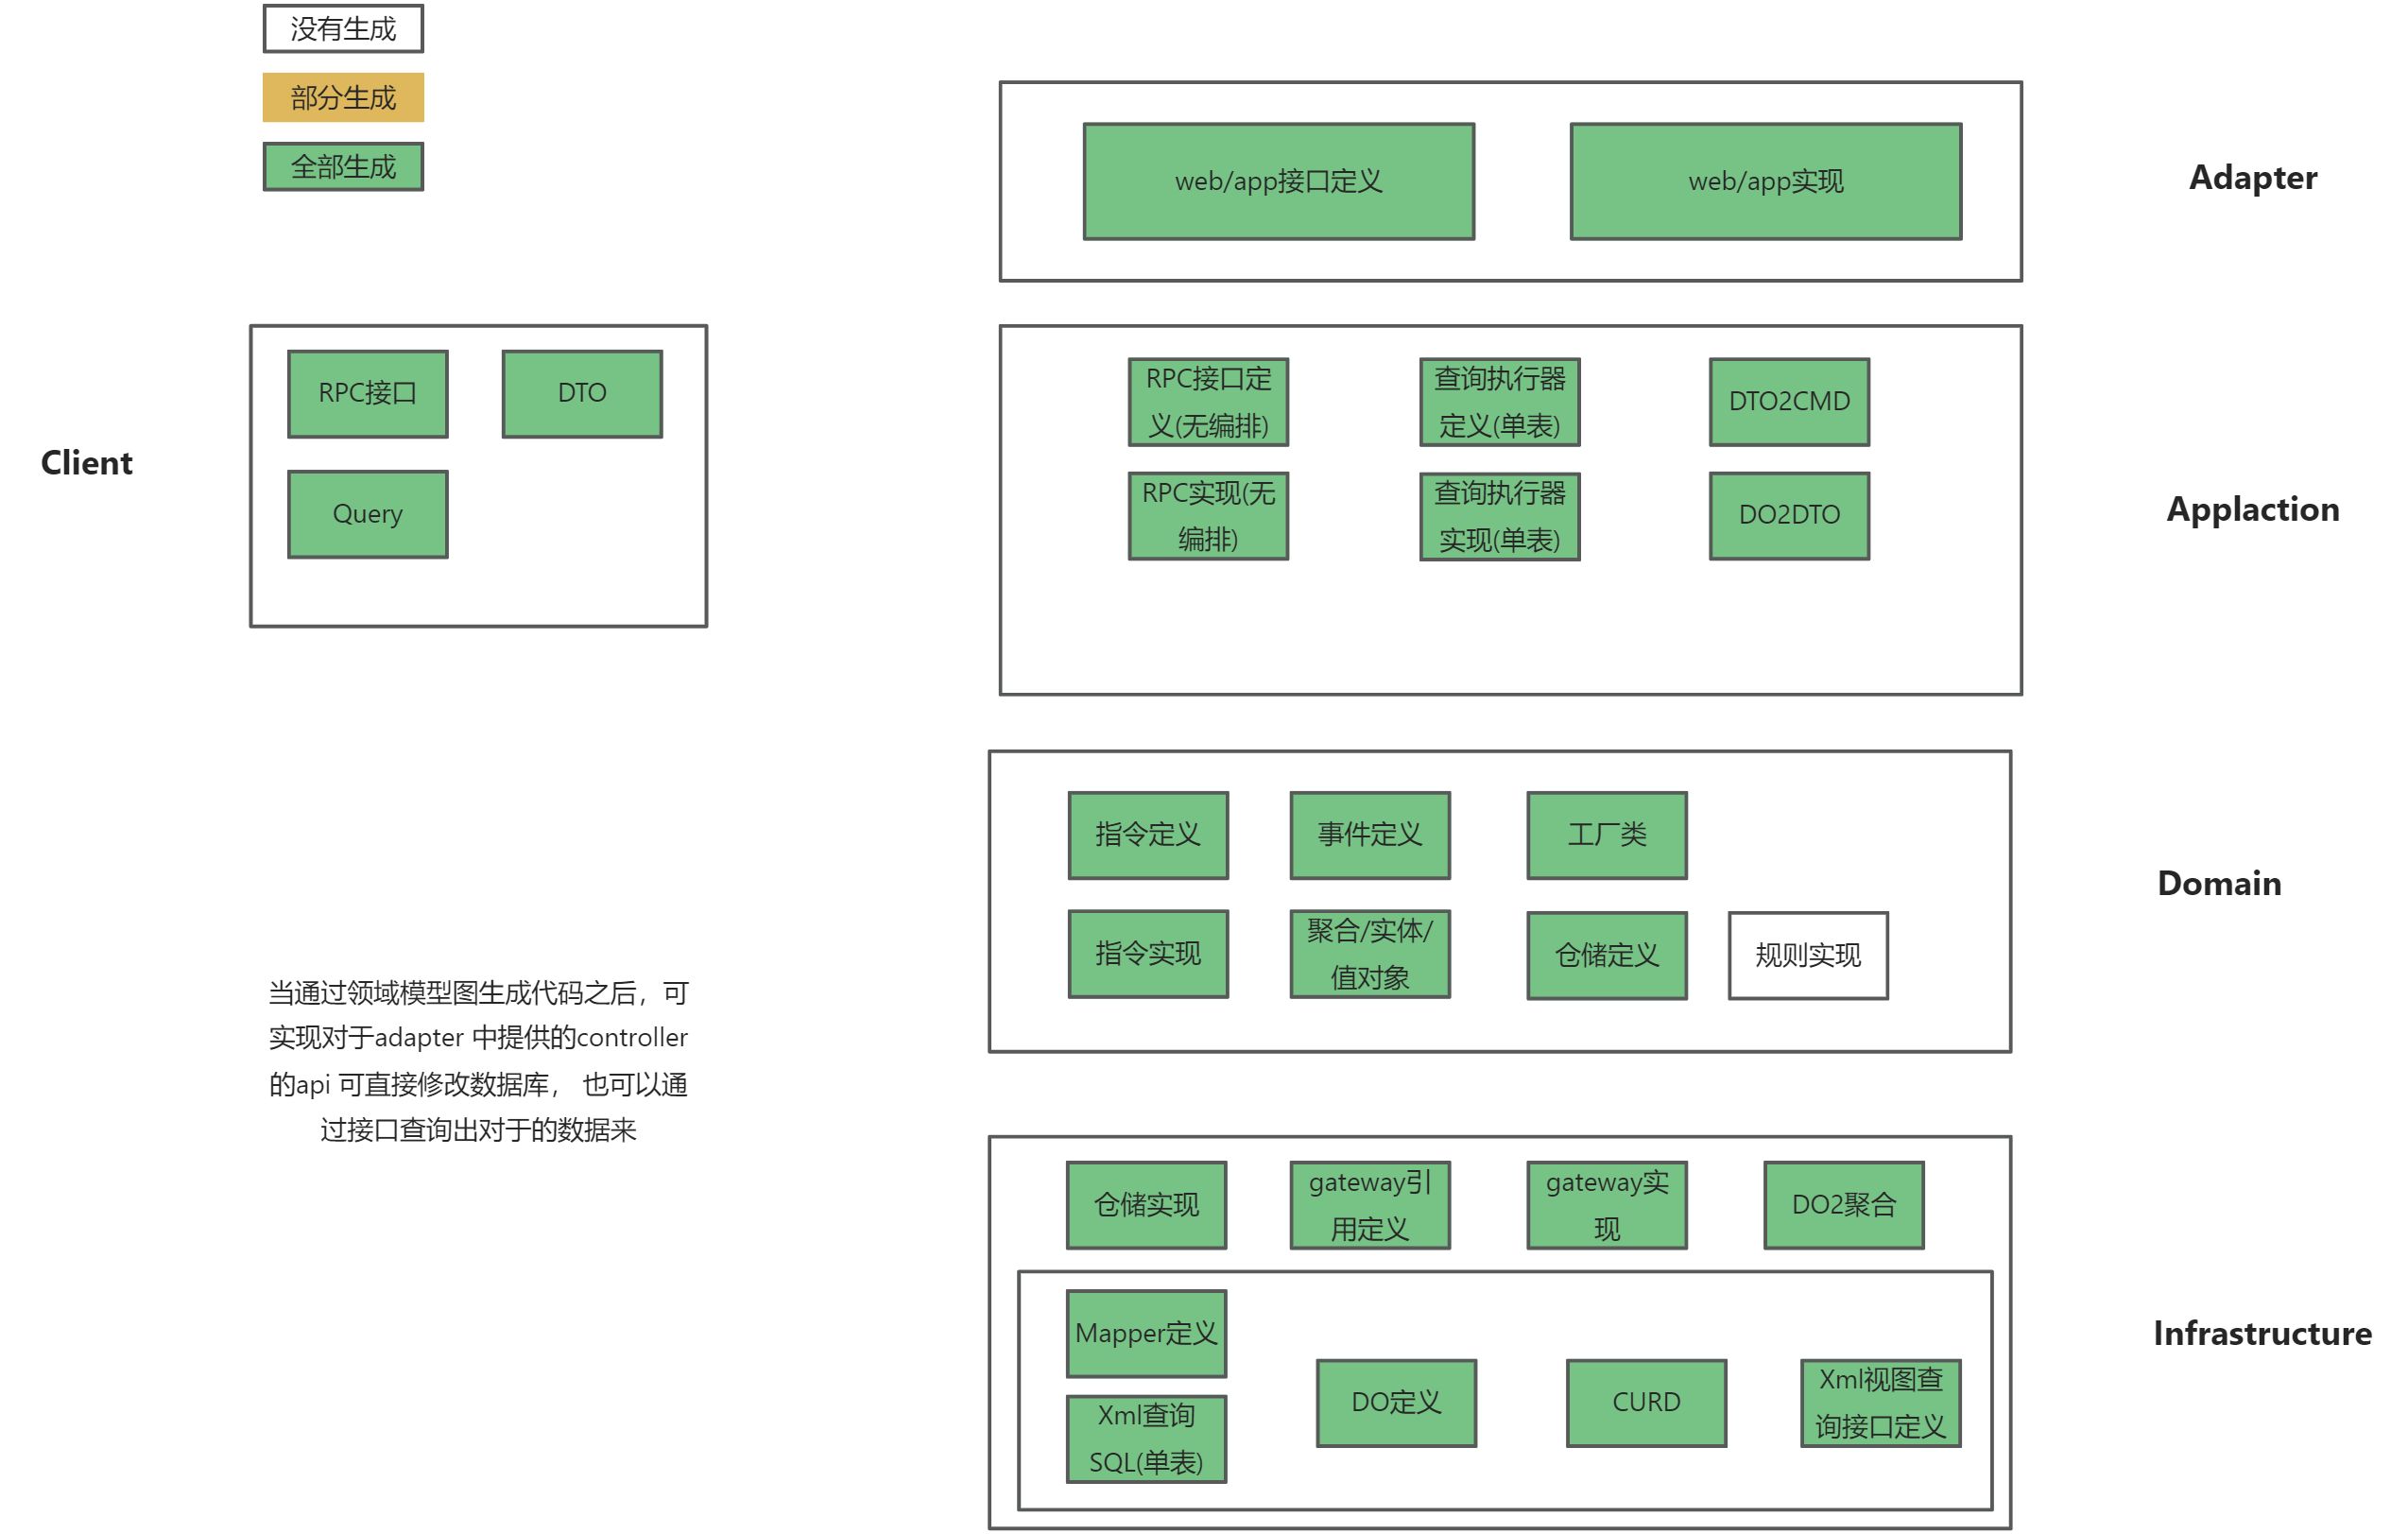 没有生成
部分生成
全部生成
web/app接口定义
web/app实现
Adapter
Client
RPC接口
DTO
Query
RPC接口定
义(无编排)
查询执行器
定义(单表)
DTO2CMD
RPC实现(无
编排)
查询执行器
实现(单表)
DO2DTO
Applaction
指令定义
事件定义
工厂类
指令实现
聚合/实体/
值对象
仓储定义
规则实现
Domain
当通过领域模型图生成代码之后，可
实现对于adapter 中提供的controller
的api 可直接修改数据库， 也可以通
过接口查询出对于的数据来
仓储实现
gateway引
用定义
gateway实
现
DO2聚合
Mapper定义
Xml查询
SQL(单表)
DO定义
CURD
Xml视图查
询接口定义
Infrastructure